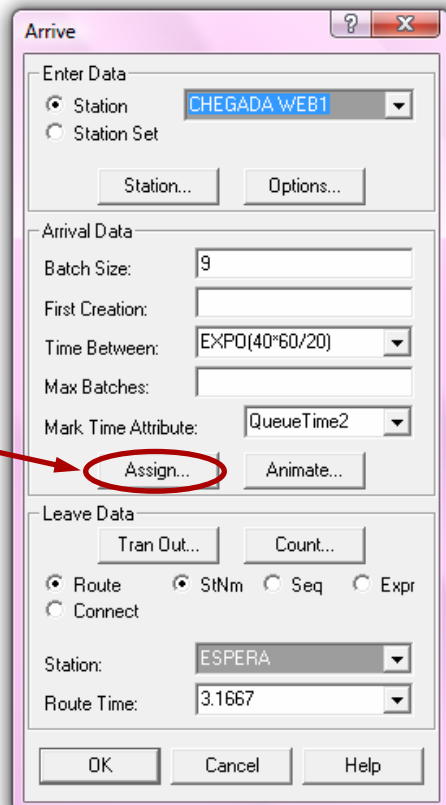 Arrive
Enter Data
Station CHEGADA WEB1
Station Set
Station... Options...
Arrival Data
Batch Size: 9
First Creation:
Time Between: EXPO(40*60/20)
Max Batches:
Mark Time Attribute: QueueTime2
Assign... Animate...
Leave Data
Tran Out... Count...
Route StNm Seq Expr
Connect
Station: ESPERA
Route Time: 3.1667
OK Cancel Help